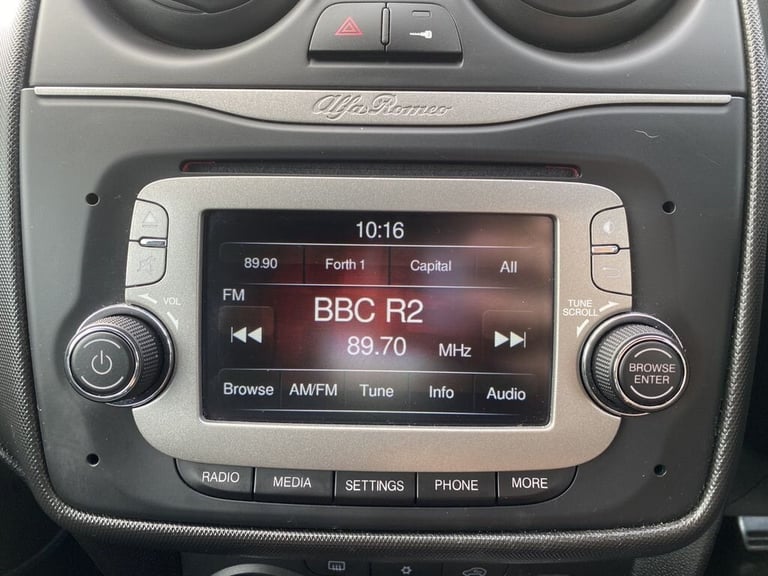 Alfa Romeo
10:16
89.90 Forth 1 Capital All
FM
BBC R2
89.70 MHz
Browse AM/FM Tune Info Audio
VOL
TUNE
SCROLL
BROWSE
ENTER
RADIO MEDIA SETTINGS PHONE MORE